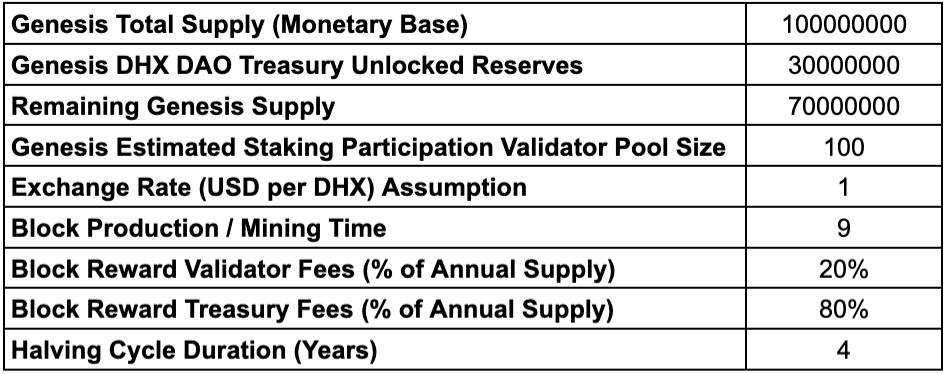 Genesis Total Supply (Monetary Base) 100000000
Genesis DHX DAO Treasury Unlocked Reserves 30000000
Remaining Genesis Supply 70000000
Genesis Estimated Staking Participation Validator Pool Size 100
Exchange Rate (USD per DHX) Assumption 1
Block Production / Mining Time 9
Block Reward Validator Fees (% of Annual Supply) 20%
Block Reward Treasury Fees (% of Annual Supply) 80%
Halving Cycle Duration (Years) 4